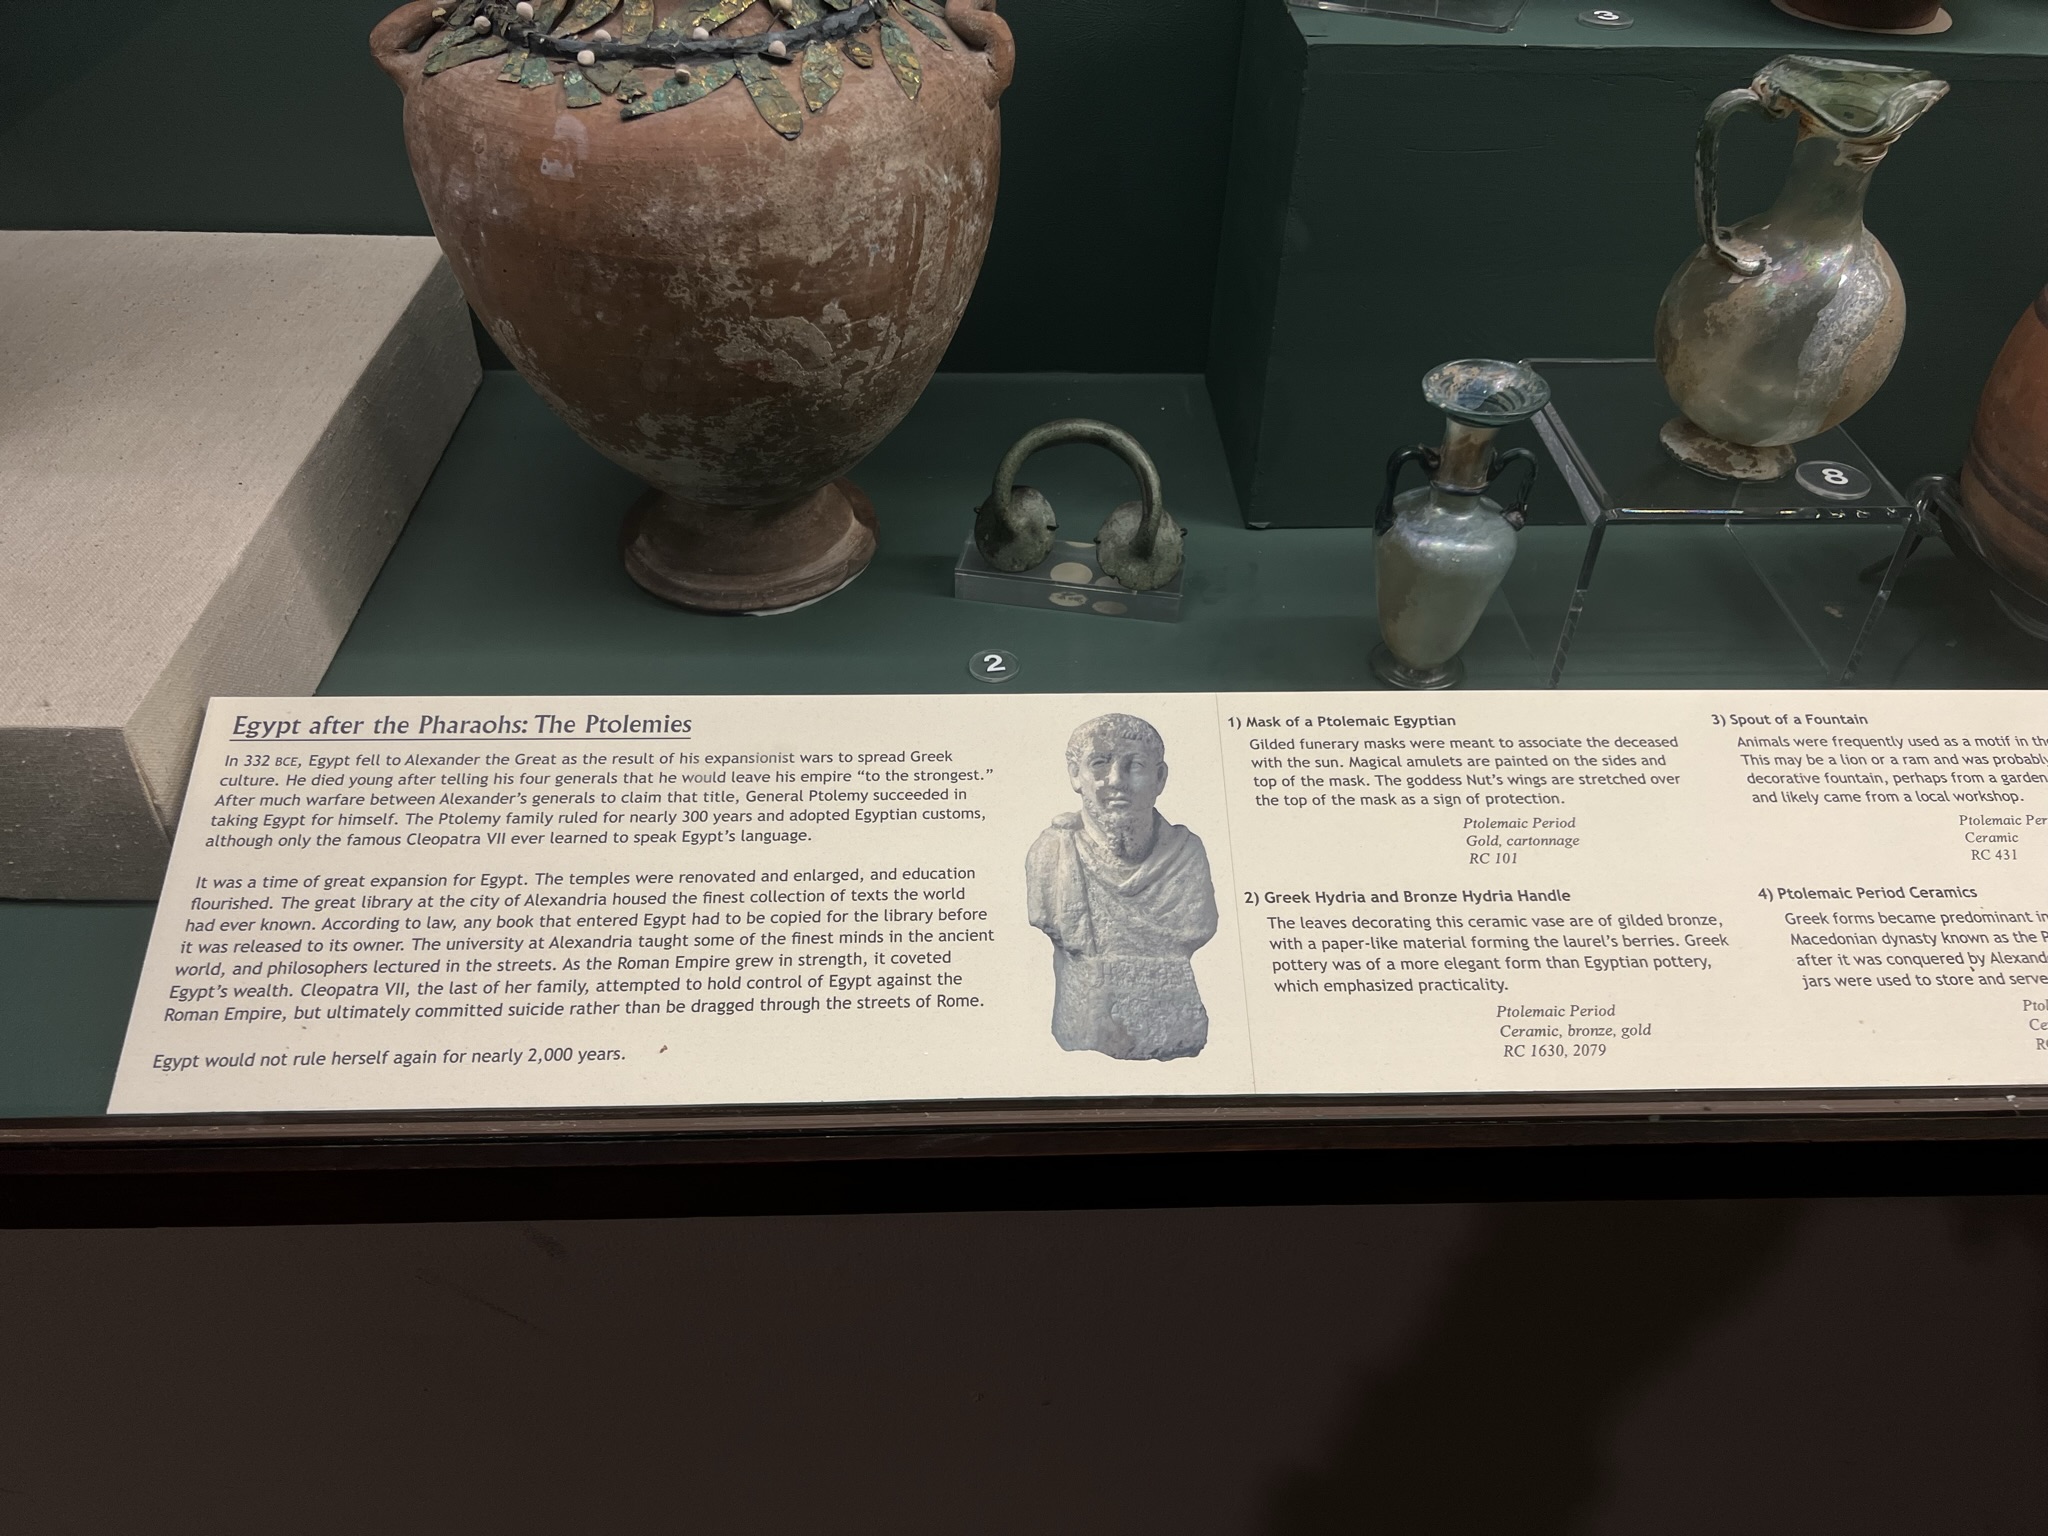 3
8
2
Egypt after the Pharaohs: The Ptolemies
In 332 BCE, Egypt fell to Alexander the Great as the result of his expansionist wars to spread Greek
culture. He died young after telling his four generals that he would leave his empire “to the strongest.”
After much warfare between Alexander’s generals to claim that title, General Ptolemy succeeded in
taking Egypt for himself. The Ptolemy family ruled for nearly 300 years and adopted Egyptian customs,
although only the famous Cleopatra VII ever learned to speak Egypt’s language.
It was a time of great expansion for Egypt. The temples were renovated and enlarged, and education
flourished. The great library at the city of Alexandria housed the finest collection of texts the world
had ever known. According to law, any book that entered Egypt had to be copied for the library before
it was released to its owner. The university at Alexandria taught some of the finest minds in the ancient
world, and philosophers lectured in the streets. As the Roman Empire grew in strength, it coveted
Egypt’s wealth. Cleopatra VII, the last of her family, attempted to hold control of Egypt against the
Roman Empire, but ultimately committed suicide rather than be dragged through the streets of Rome.
Egypt would not rule herself again for nearly 2,000 years.
1) Mask of a Ptolemaic Egyptian
Gilded funerary masks were meant to associate the deceased
with the sun. Magical amulets are painted on the sides and
top of the mask. The goddess Nut’s wings are stretched over
the top of the mask as a sign of protection.
Ptolemaic Period
Gold, cartonnage
RC 101
2) Greek Hydria and Bronze Hydria Handle
The leaves decorating this ceramic vase are of gilded bronze,
with a paper-like material forming the laurel’s berries. Greek
pottery was of a more elegant form than Egyptian pottery,
which emphasized practicality.
Ptolemaic Period
Ceramic, bronze, gold
RC 1630, 2079
3) Spout of a Fountain
Animals were frequently used as a motif in
This may be a lion or a ram and was
decorative fountain, perhaps from a garden
and likely came from a local workshop.
Ptolemaic
Ceramic
RC 431
4) Ptolemaic Period Ceramics
Greek forms became predominant in
Macedonian dynasty known as the
after it was conquered by
jars were used to store and serve